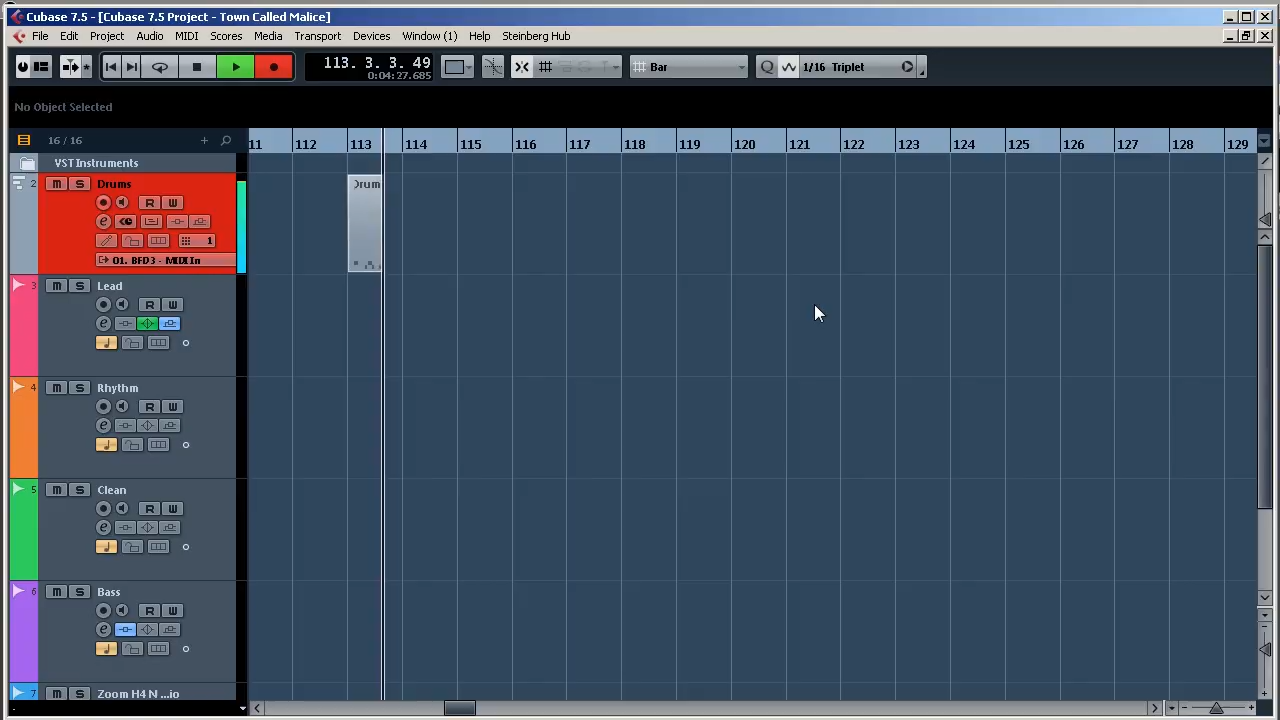 Cubase 7.5 - [Cubase 7.5 Project - Town Called Malice]
File Edit Project Audio MIDI Scores Media Transport Devices Window (1) Help Steinberg Hub
113. 3. 3. 49
0:04:27.685
Bar
Q 1/16 Triplet
No Object Selected
16 / 16
11 112 113 114 115 116 117 118 119 120 121 122 123 124 125 126 127 128 129
VST Instruments
2 M S Drums
R W
e
1
01. BFD3 - MIDI In
Drum
3 M S Lead
R W
e
4 M S Rhythm
R W
e
5 M S Clean
R W
e
6 M S Bass
R W
e
7 Zoom H4 N ...io